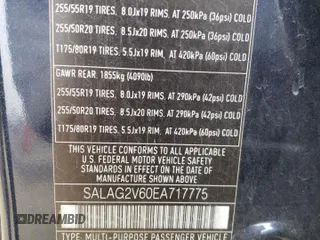 255/55R19 TIRES, 8.0Jx19 RIMS, AT 250kPa (36psi) COLD
255/50R20 TIRES, 8.5Jx20 RIMS, AT 250kPa (36psi) COLD
T175/80R19 TIRES, 5.5Jx19 RIM, AT 420kPa (60psi) COLD
GAWR REAR: 1855kg (4090lb)
255/55R19 TIRES, 8.0Jx19 RIMS, AT 290kPa (42psi) COLD
255/50R20 TIRES, 8.5Jx20 RIMS, AT 290kPa (42psi) COLD
T175/80R19 TIRES, 5.5Jx19 RIM, AT 420kPa (60psi) COLD
THIS VEHICLE CONFORMS TO ALL APPLICABLE
U.S. FEDERAL MOTOR VEHICLE SAFETY STANDARDS
IN EFFECT ON THE DATE OF MANUFACTURE SHOWN ABOVE.
SALAG2V60EA717775
TYPE: MULTI-PURPOSE PASSENGER VEHICLE
DREAMBID